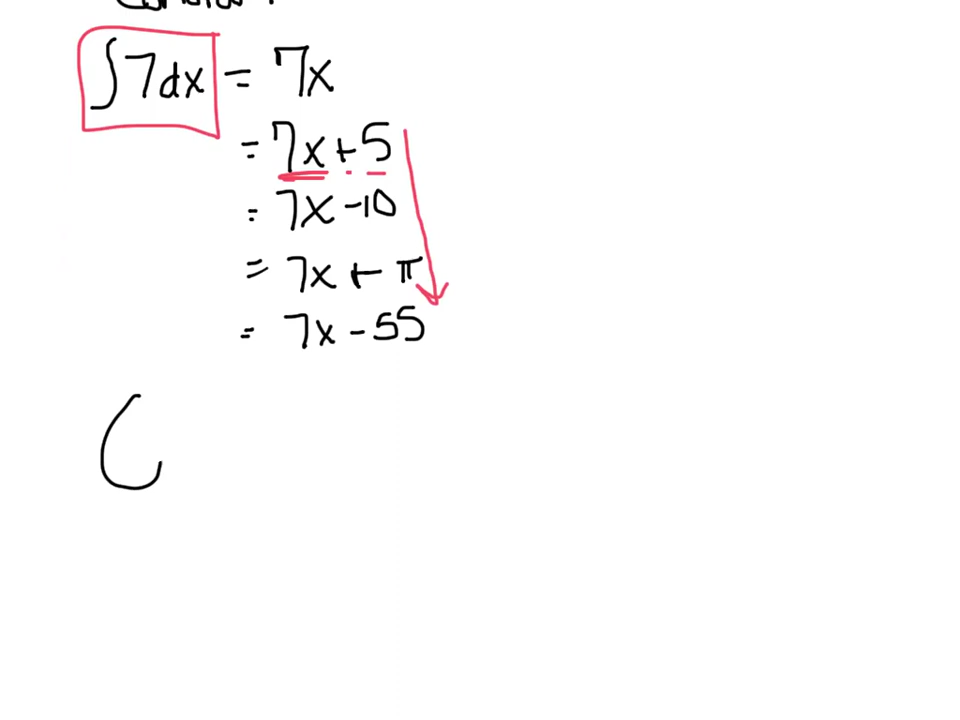 ∫7dx = 7x
= 7x + 5
= 7x - 10
= 7x + π
= 7x - 55
C